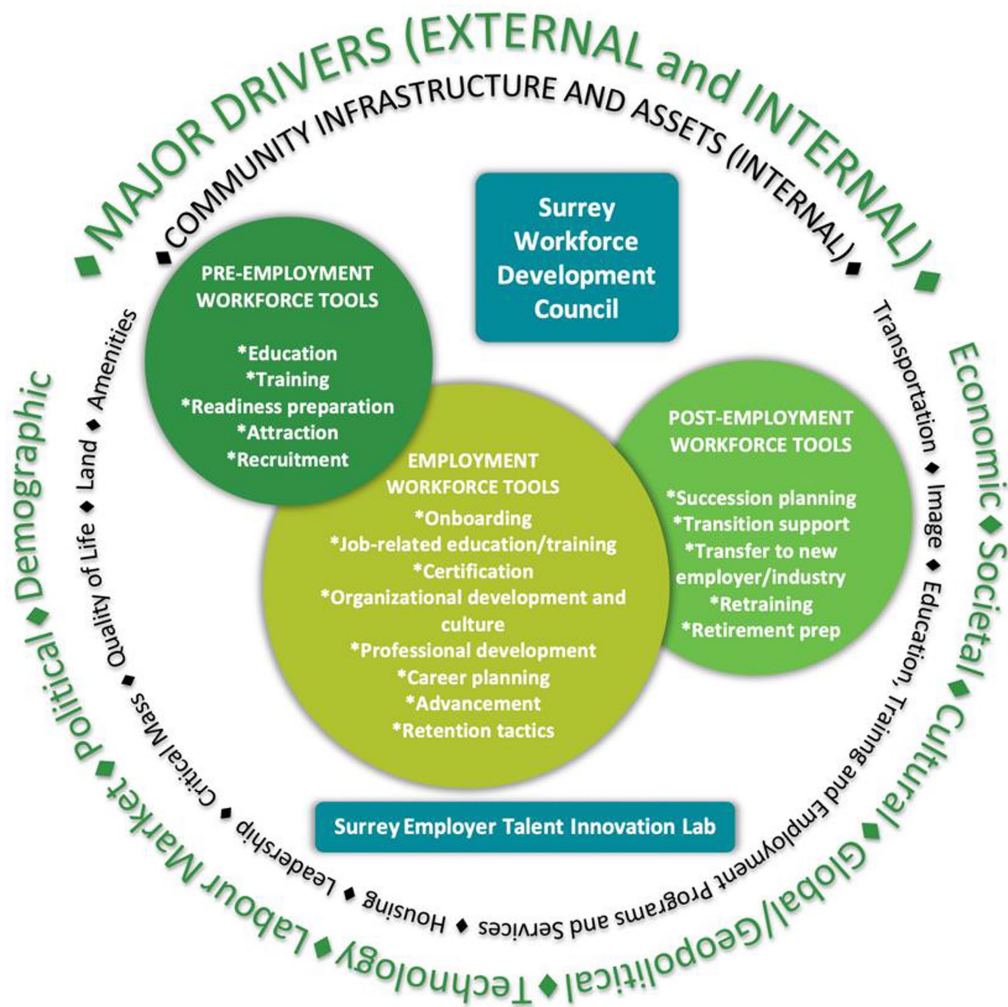 MAJOR DRIVERS (EXTERNAL and INTERNAL)
COMMUNITY INFRASTRUCTURE AND ASSETS (INTERNAL)
Surrey
Workforce
Development
Council
PRE-EMPLOYMENT
WORKFORCE TOOLS
*Education
*Training
*Readiness preparation
*Attraction
*Recruitment
EMPLOYMENT
WORKFORCE TOOLS
*Onboarding
*Job-related education/training
*Certification
*Organizational development and
culture
*Professional development
*Career planning
*Advancement
*Retention tactics
POST-EMPLOYMENT
WORKFORCE TOOLS
*Succession planning
*Transition support
*Transfer to new
employer/industry
*Retraining
*Retirement prep
Surrey Employer Talent Innovation Lab
Transportation ◆ Image ◆ Education, Trainng and Employment Programs and Services ◆ Housing ◆ Leadership ◆ Critical Mass ◆ Quality of Life ◆ Land ◆ Amenities
Economic ◆ Societal ◆ Cultural ◆ Global/Geopolitical ◆ Technology ◆ Labour Market ◆ Political ◆ Demographic